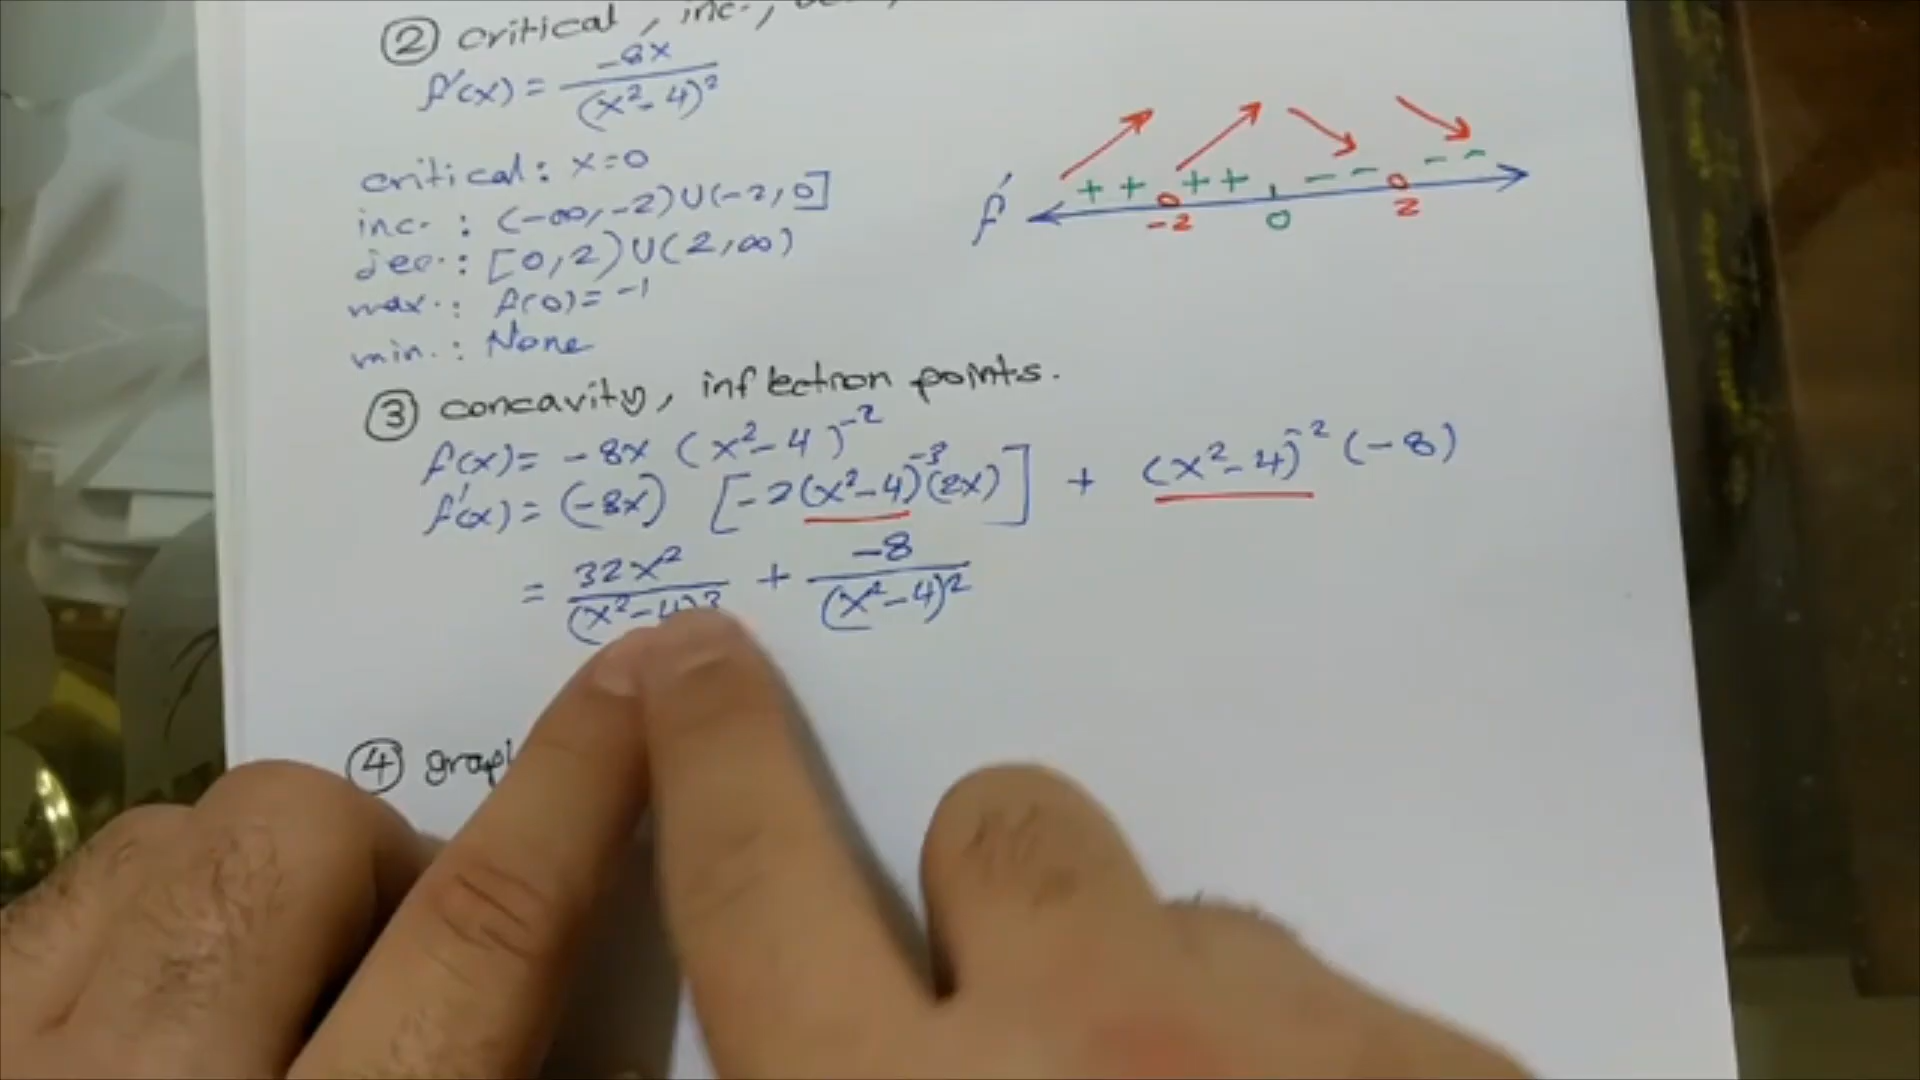 ② critical, inc.,
f'(x) = -8x / (x²-4)²
critical: x=0
inc. : (-∞,-2)∪(-2,0]
dec. : [0,2)∪(2,∞)
max. : f(0) = -1
min. : None
f' ++ ++ -- --
-2 0 2
③ concavity, inflection points.
f(x) = -8x (x²-4)⁻²
f'(x) = (-8x) [-2(x²-4)⁻³(2x)] + (x²-4)⁻²(-8)
= 32x² / (x²-4)³ + -8 / (x²-4)²
④ grap